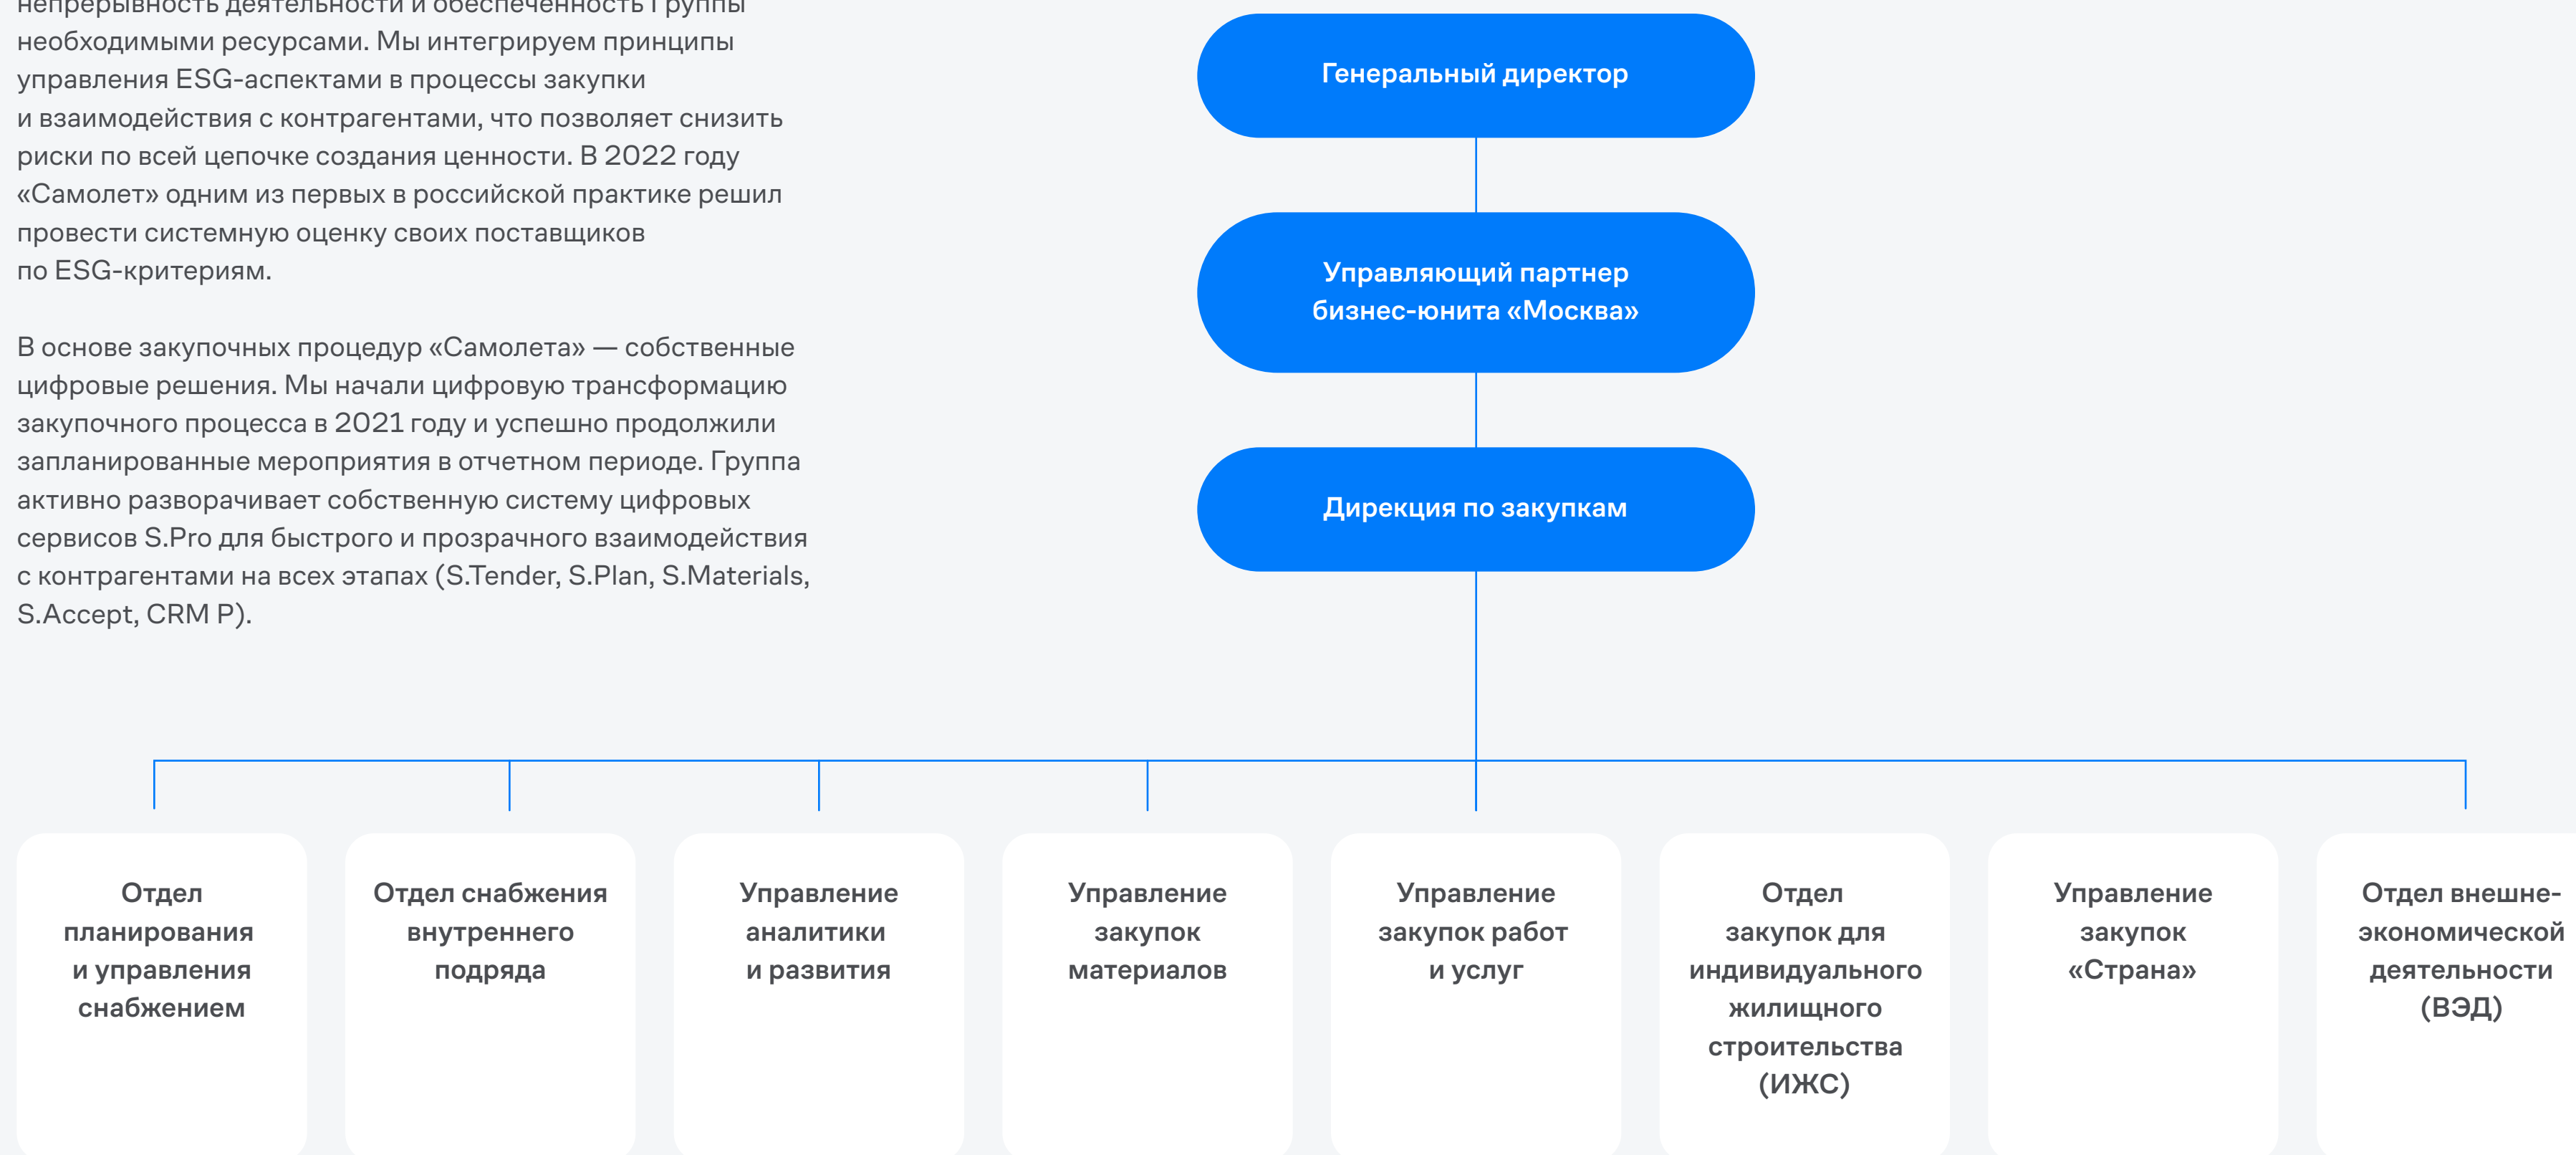 непрерывность деятельности и обеспеченность Группы
необходимыми ресурсами. Мы интегрируем принципы
управления ESG-аспектами в процессы закупки
и взаимодействия с контрагентами, что позволяет снизить
риски по всей цепочке создания ценности. В 2022 году
«Самолет» одним из первых в российской практике решил
провести системную оценку своих поставщиков
по ESG-критериям.
В основе закупочных процедур «Самолета» — собственные
цифровые решения. Мы начали цифровую трансформацию
закупочного процесса в 2021 году и успешно продолжили
запланированные мероприятия в отчетном периоде. Группа
активно разворачивает собственную систему цифровых
сервисов S.Pro для быстрого и прозрачного взаимодействия
с контрагентами на всех этапах (S.Tender, S.Plan, S.Materials,
S.Accept, CRM P).
Генеральный директор
Управляющий партнер
бизнес-юнита «Москва»
Дирекция по закупкам
Отдел
планирования
и управления
снабжением
Отдел снабжения
внутреннего
подряда
Управление
аналитики
и развития
Управление
закупок
материалов
Управление
закупок работ
и услуг
Отдел
закупок для
индивидуального
жилищного
строительства
(ИЖС)
Управление
закупок
«Страна»
Отдел внешне-
экономической
деятельности
(ВЭД)